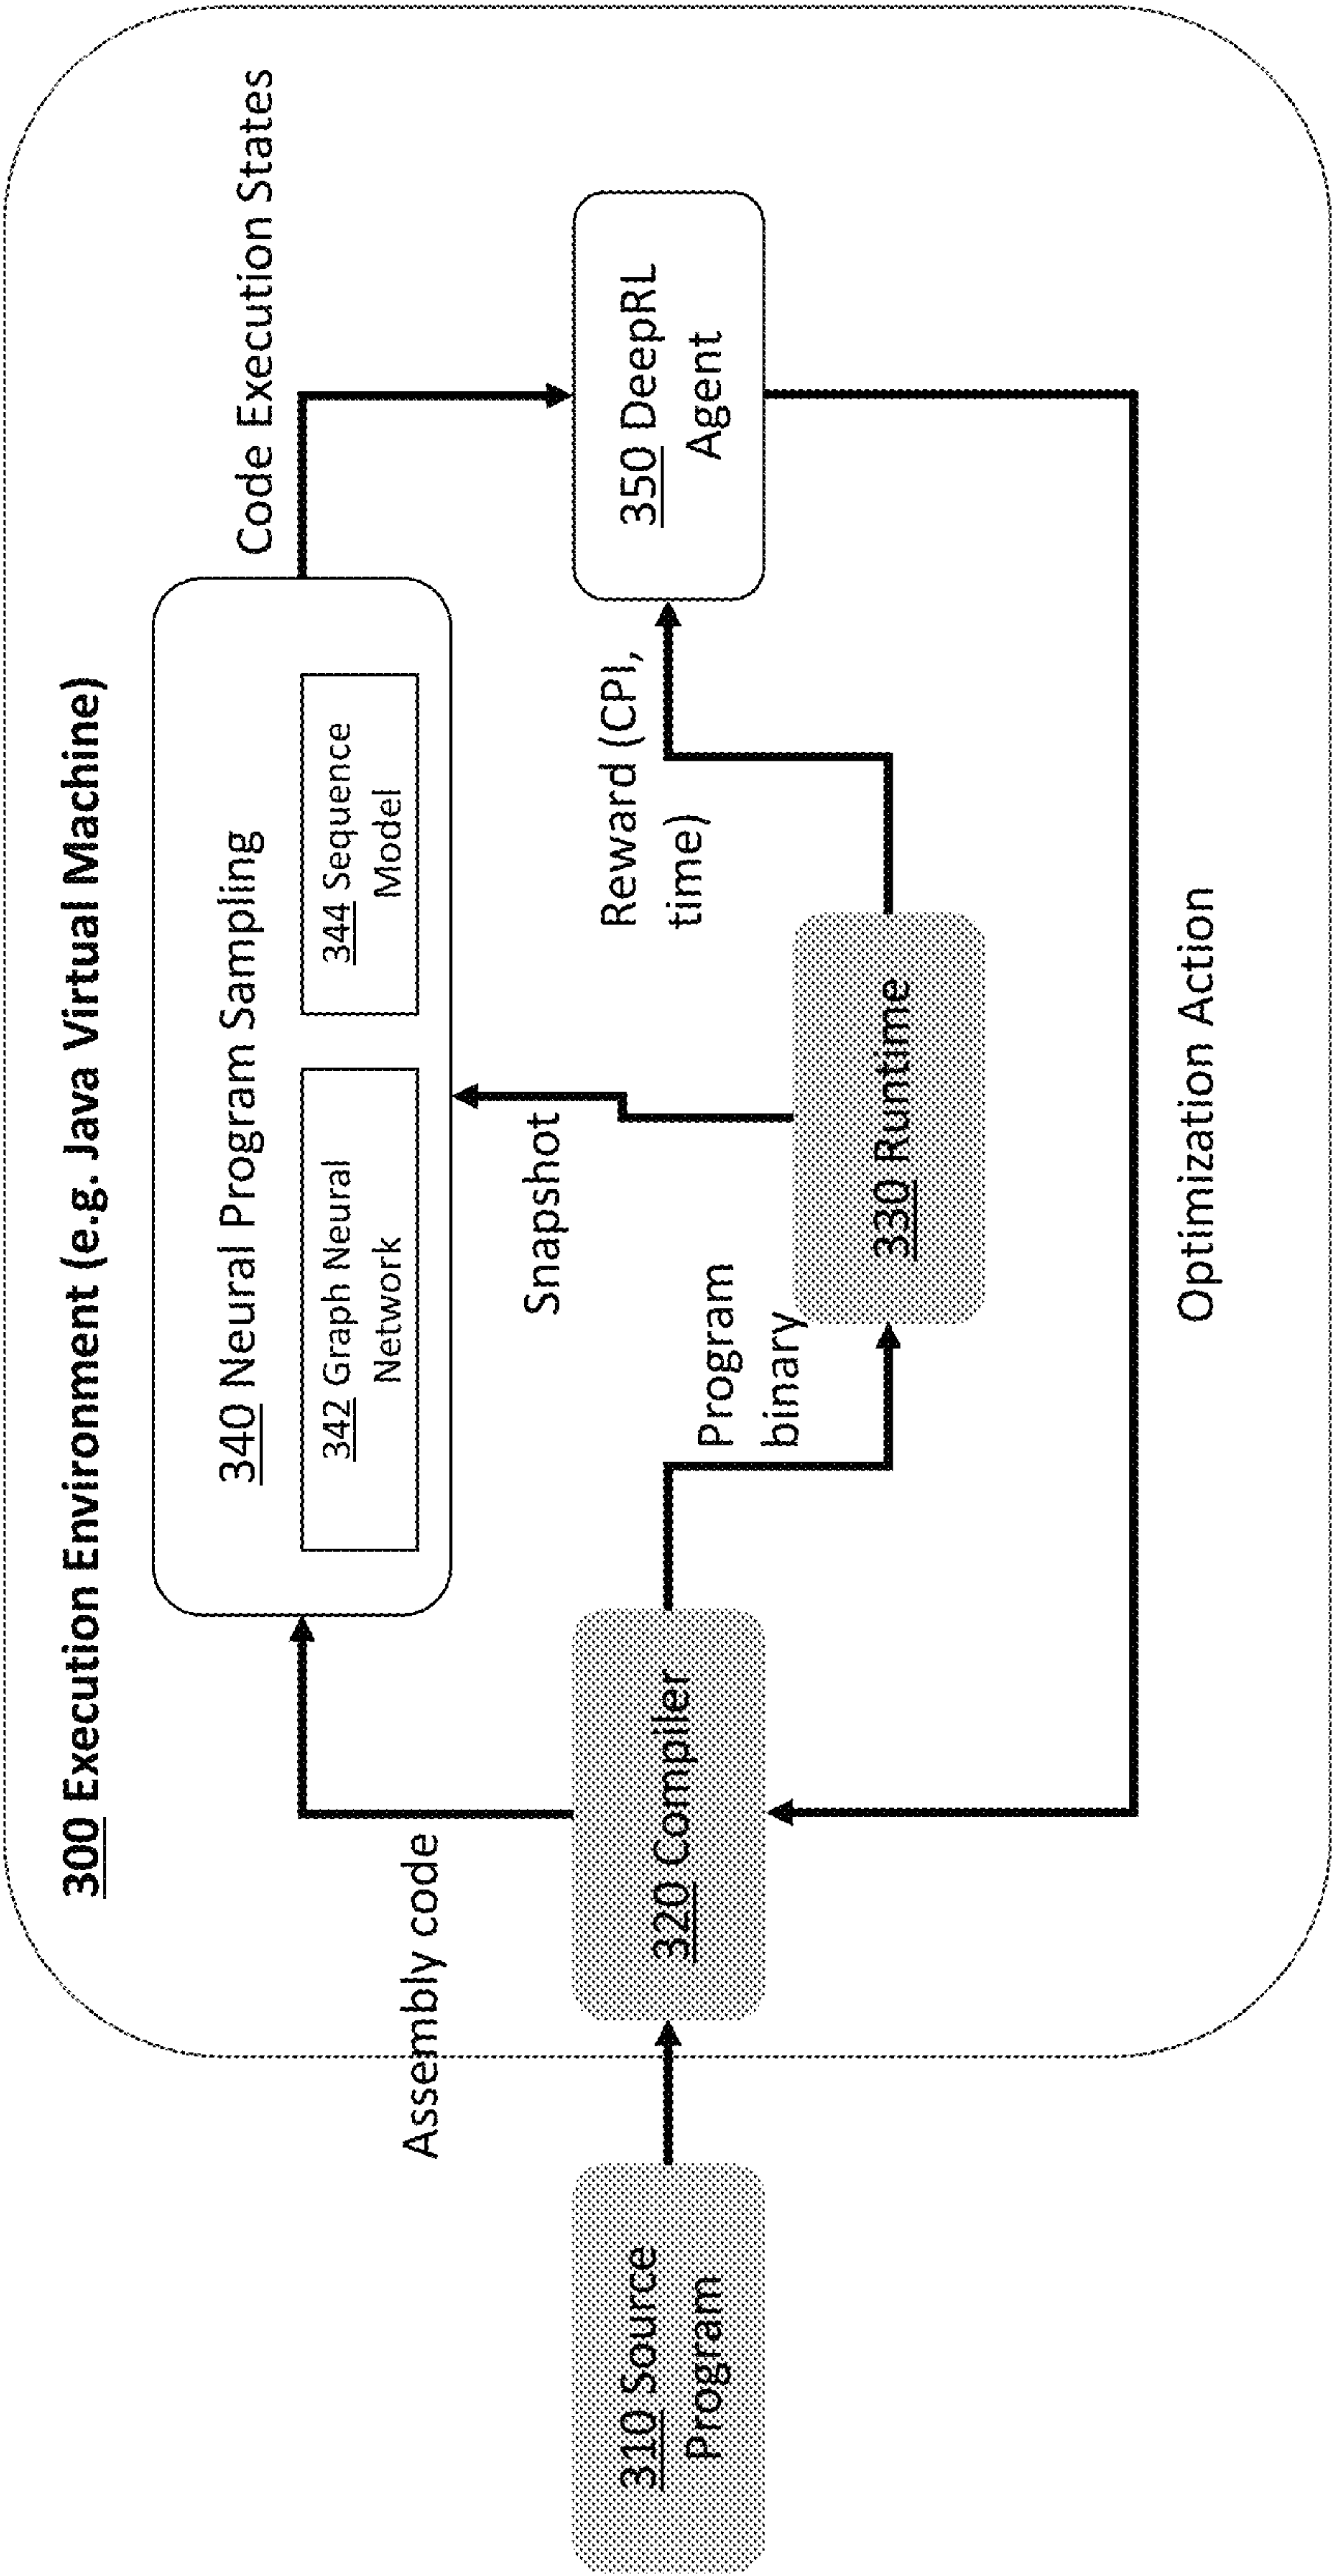 300 Execution Environment (e.g. Java Virtual Machine)
340 Neural Program Sampling
342 Graph Neural
Network
344 Sequence
Model
Code Execution States
Assembly code
Snapshot
Reward (CPI,
time)
310 Source
Program
320 Compiler
Program
binary
330 Runtime
350 DeepRL
Agent
Optimization Action